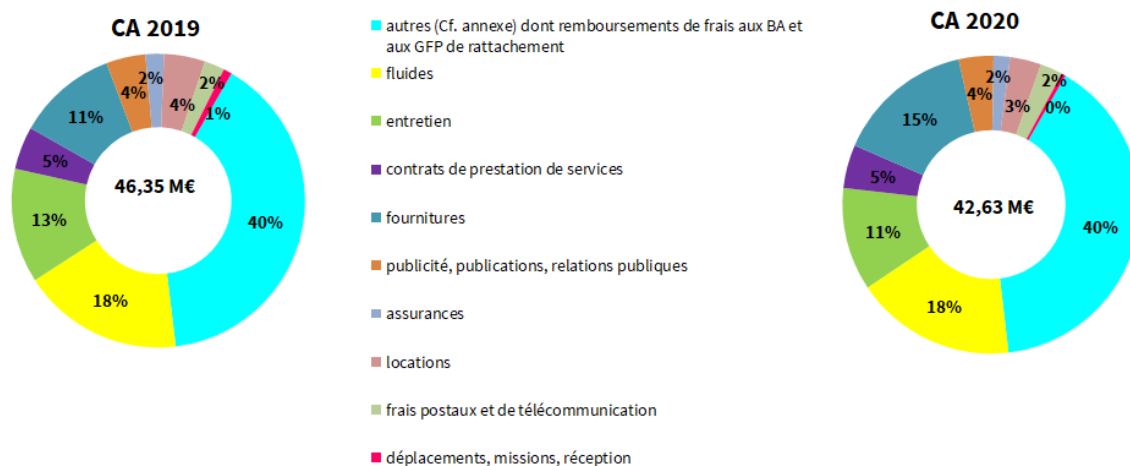 CA 2019
2%
4%
4%
2%
1%
11%
5%
46,35 M€
13%
40%
18%
autres (Cf. annexe) dont remboursements de frais aux BA et
aux GFP de rattachement
fluides
entretien
contrats de prestation de services
fournitures
publicité, publications, relations publiques
assurances
locations
frais postaux et de télécommunication
déplacements, missions, réception
CA 2020
2%
4%
3%
2%
0%
15%
5%
42,63 M€
11%
40%
18%